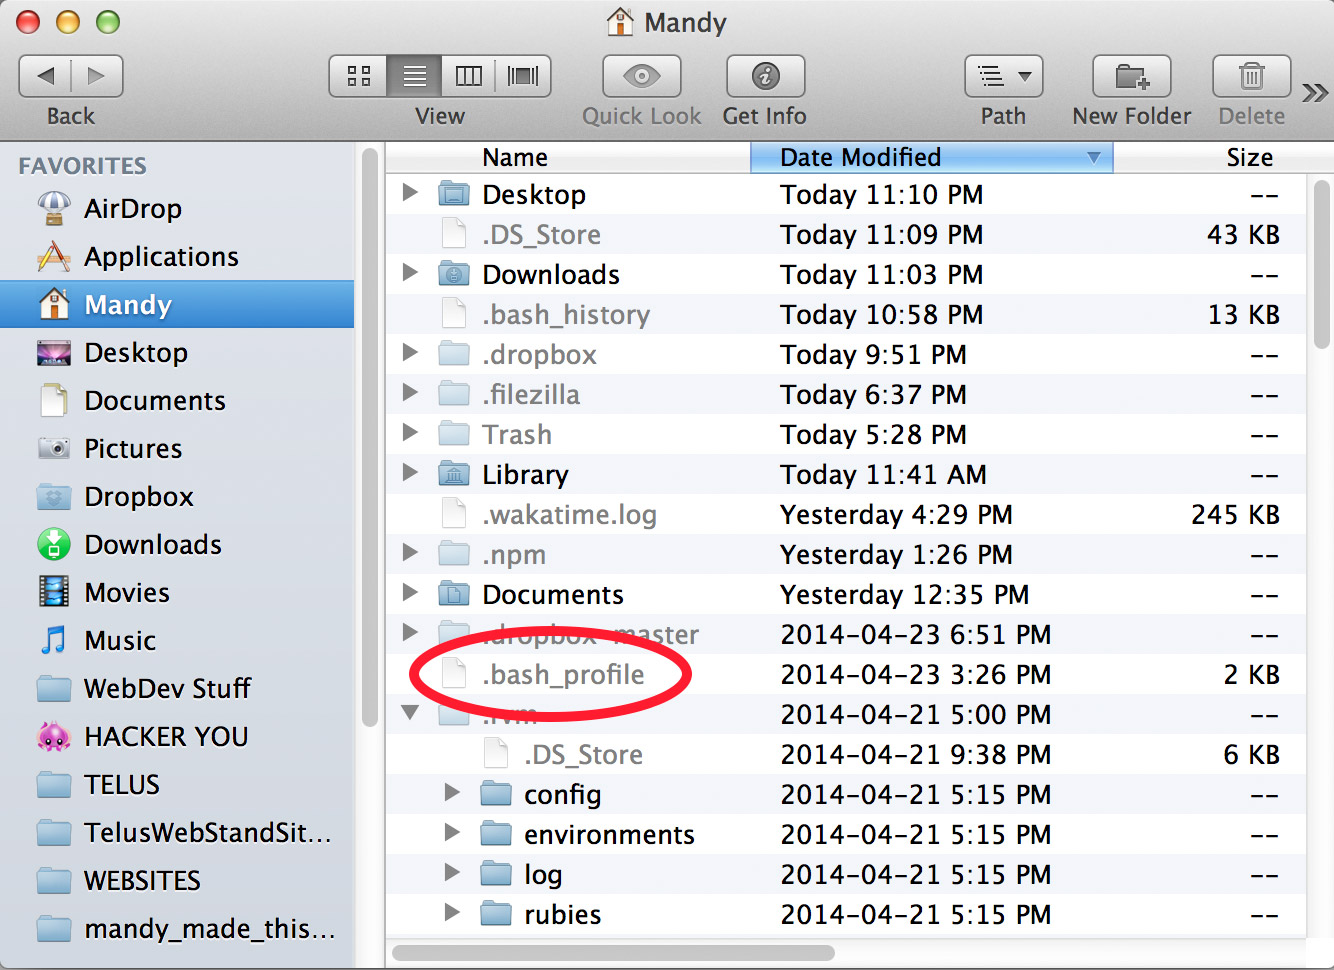 Mandy
Back
View
Quick Look
Get Info
Path
New Folder
Delete
FAVORITES
AirDrop
Applications
Mandy
Desktop
Documents
Pictures
Dropbox
Downloads
Movies
Music
WebDev Stuff
HACKER YOU
TELUS
TelusWebStandSit...
WEBSITES
mandy_made_this...
Name Date Modified Size
Desktop Today 11:10 PM --
.DS_Store Today 11:09 PM 43 KB
Downloads Today 11:03 PM --
.bash_history Today 10:58 PM 13 KB
.dropbox Today 9:51 PM --
.filezilla Today 6:37 PM --
Trash Today 5:28 PM --
Library Today 11:41 AM --
.wakatime.log Yesterday 4:29 PM 245 KB
.npm Yesterday 1:26 PM --
Documents Yesterday 12:35 PM --
.dropbox-master 2014-04-23 6:51 PM --
.bash_profile 2014-04-23 3:26 PM 2 KB
.rvm 2014-04-21 5:00 PM --
.DS_Store 2014-04-21 9:38 PM 6 KB
config 2014-04-21 5:15 PM --
environments 2014-04-21 5:15 PM --
log 2014-04-21 5:15 PM --
rubies 2014-04-21 5:15 PM --